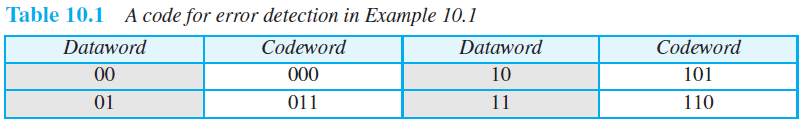 Table 10.1 A code for error detection in Example 10.1
Dataword Codeword Dataword Codeword
00 000 10 101
01 011 11 110